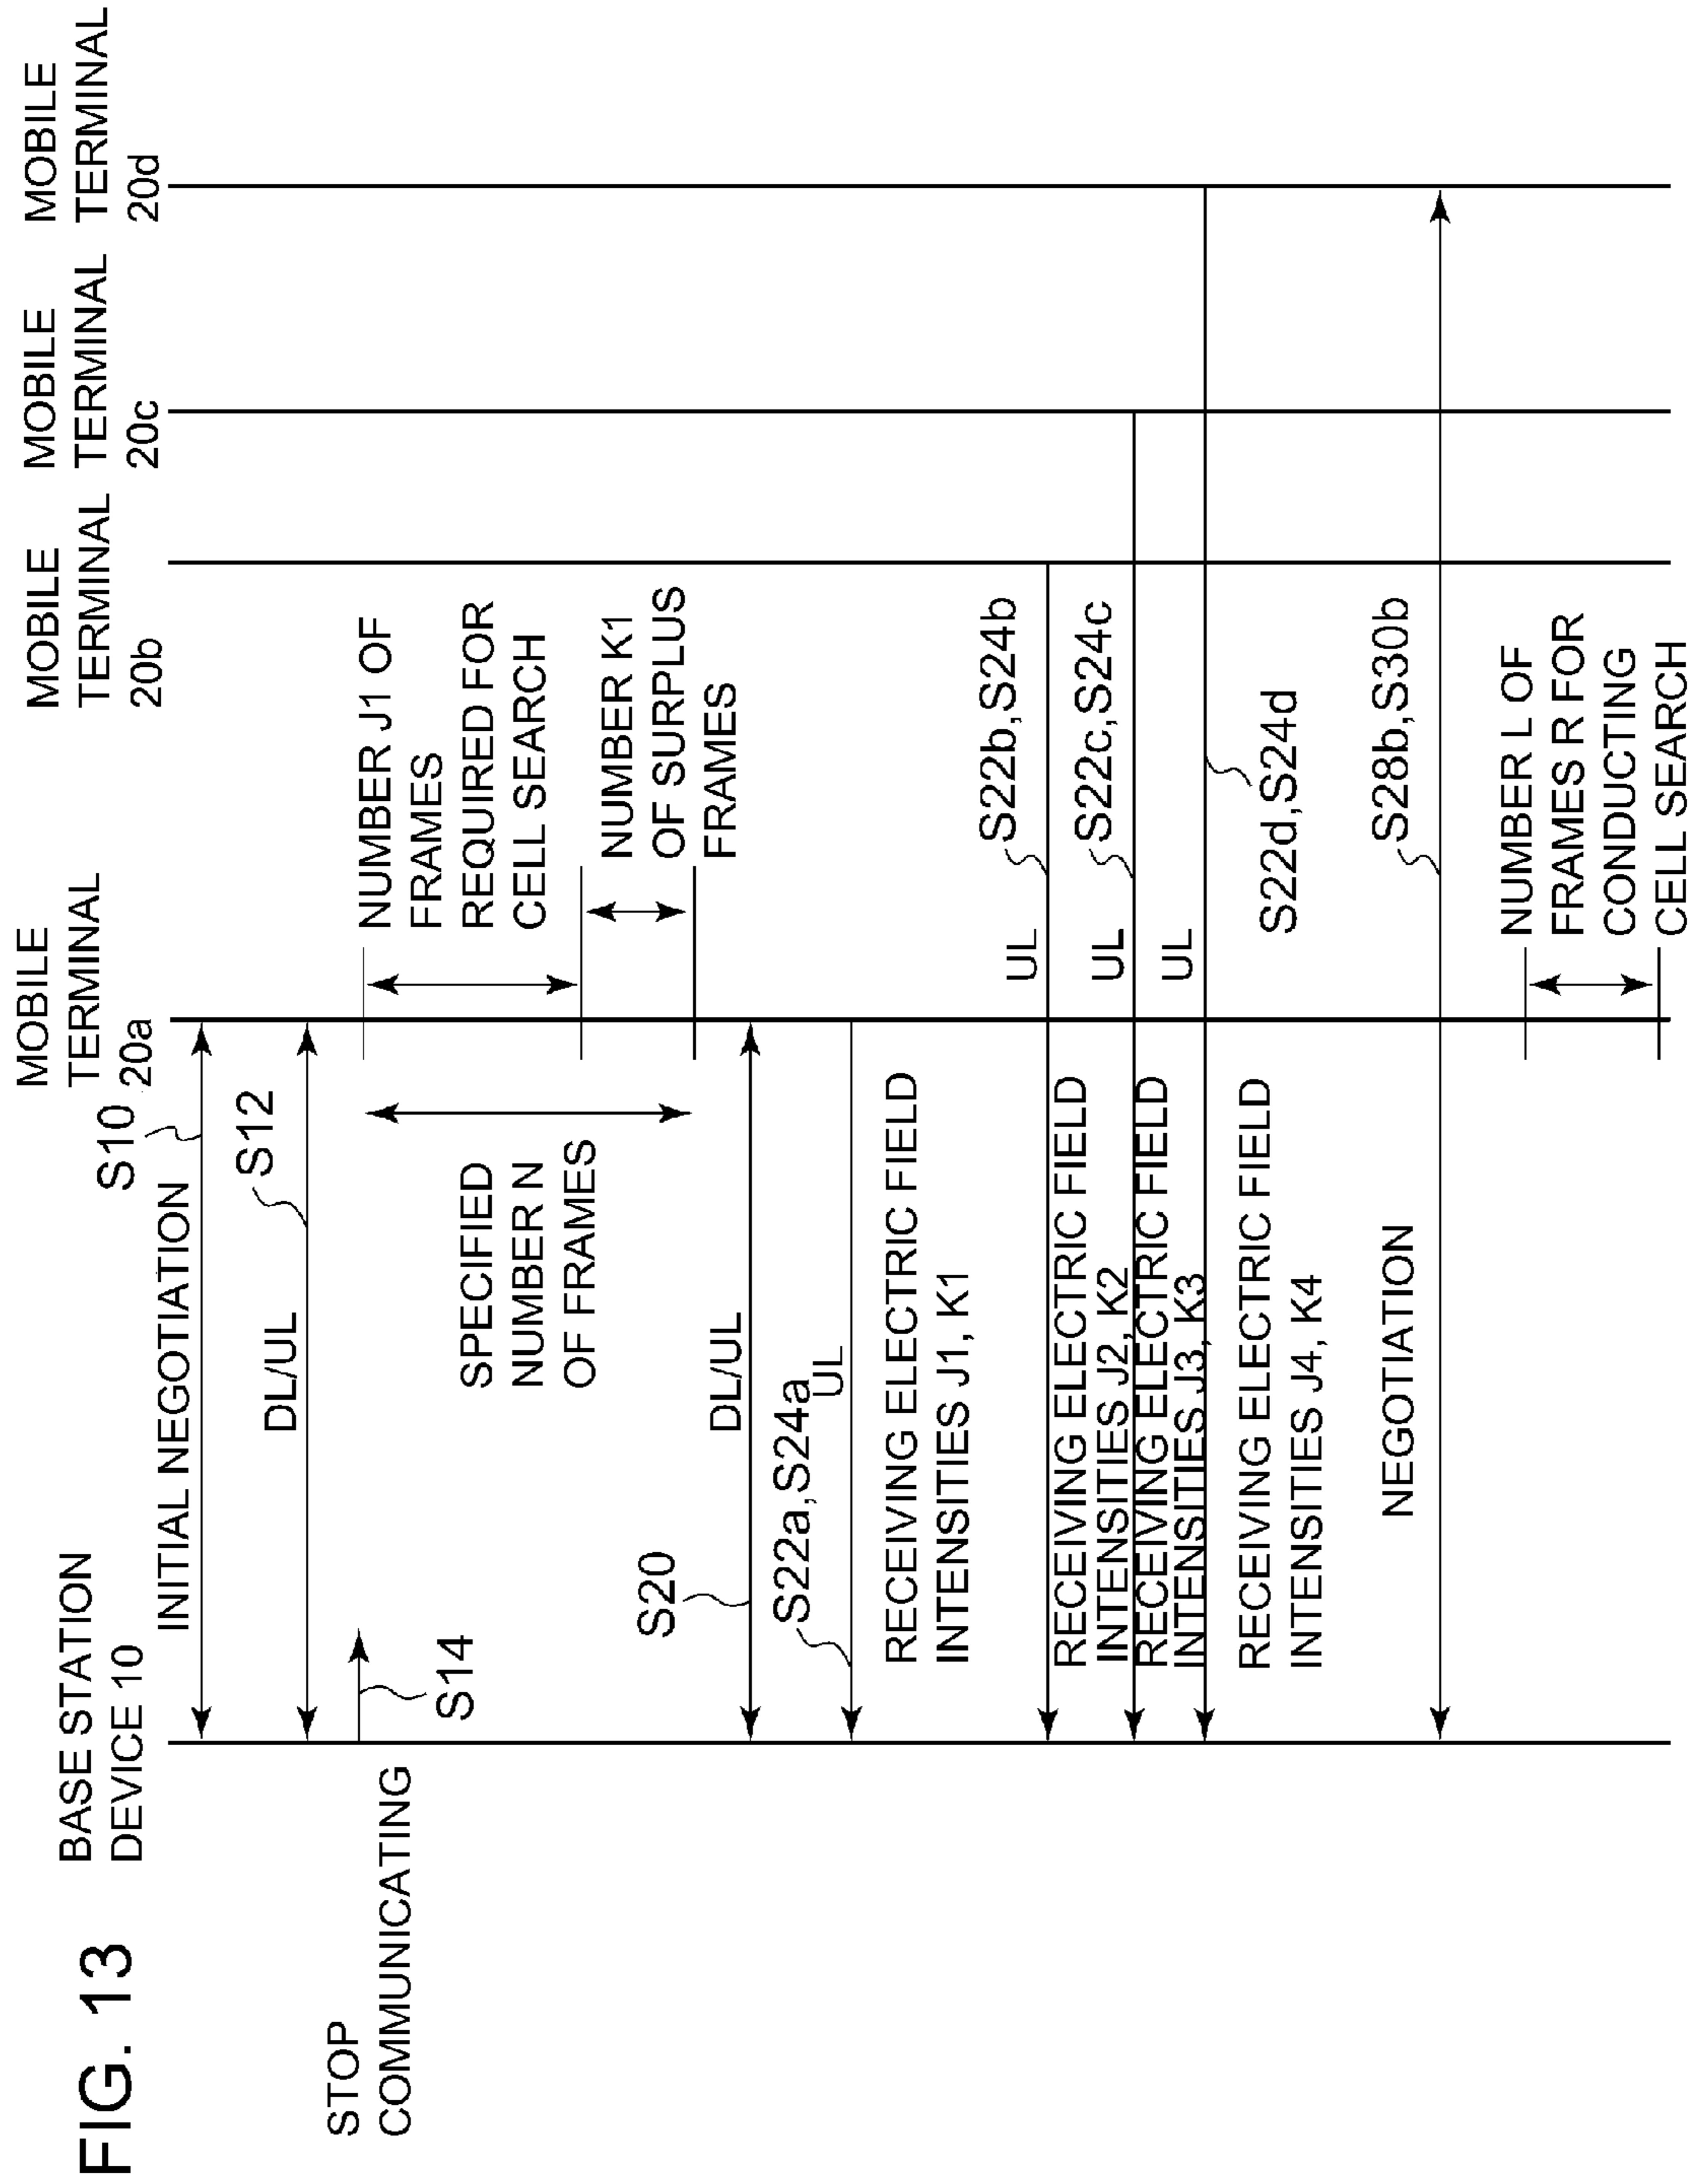 FIG. 13
BASE STATION
DEVICE 10
MOBILE
TERMINAL
20a
MOBILE
TERMINAL
20b
MOBILE
TERMINAL
20c
MOBILE
TERMINAL
20d
S10
INITIAL NEGOTIATION
S12
DL/UL
STOP
COMMUNICATING
S14
SPECIFIED
NUMBER N
OF FRAMES
NUMBER J1 OF
FRAMES
REQUIRED FOR
CELL SEARCH
NUMBER K1
OF SURPLUS
FRAMES
S20
DL/UL
S22a,S24a
UL
RECEIVING ELECTRIC FIELD
INTENSITIES J1, K1
UL
S22b,S24b
RECEIVING ELECTRIC FIELD
INTENSITIES J2, K2
UL
S22c,S24c
RECEIVING ELECTRIC FIELD
INTENSITIES J3, K3
UL
S22d,S24d
RECEIVING ELECTRIC FIELD
INTENSITIES J4, K4
NEGOTIATION
S28b,S30b
NUMBER L OF
FRAMES R FOR
CONDUCTING
CELL SEARCH